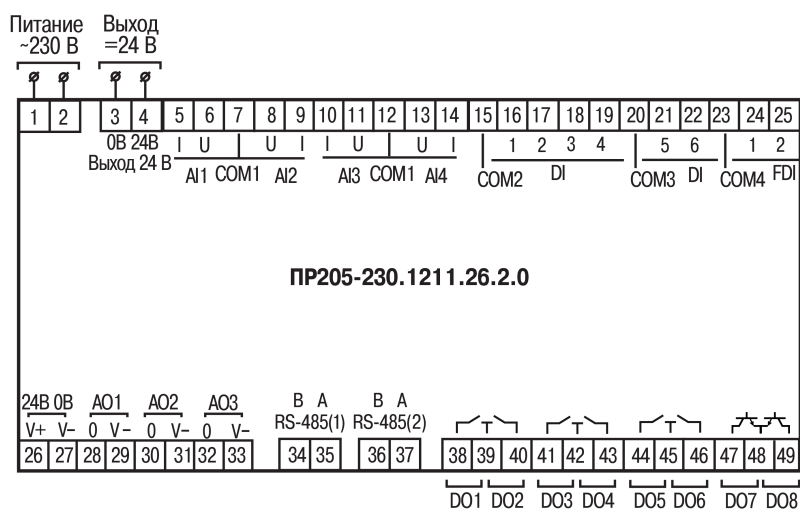 Питание Выход
~230 В =24 В
1 2 3 4 5 6 7 8 9 10 11 12 13 14 15 16 17 18 19 20 21 22 23 24 25
0В 24В I U U I I U U I 1 2 3 4 5 6 1 2
Выход 24 В AI1 COM1 AI2 AI3 COM1 AI4 COM2 DI COM3 DI COM4 FDI
ПР205-230.1211.26.2.0
24В 0В AO1 AO2 AO3 B A B A
V+ V- 0 V- 0 V- 0 V- RS-485(1) RS-485(2)
26 27 28 29 30 31 32 33 34 35 36 37 38 39 40 41 42 43 44 45 46 47 48 49
DO1 DO2 DO3 DO4 DO5 DO6 DO7 DO8